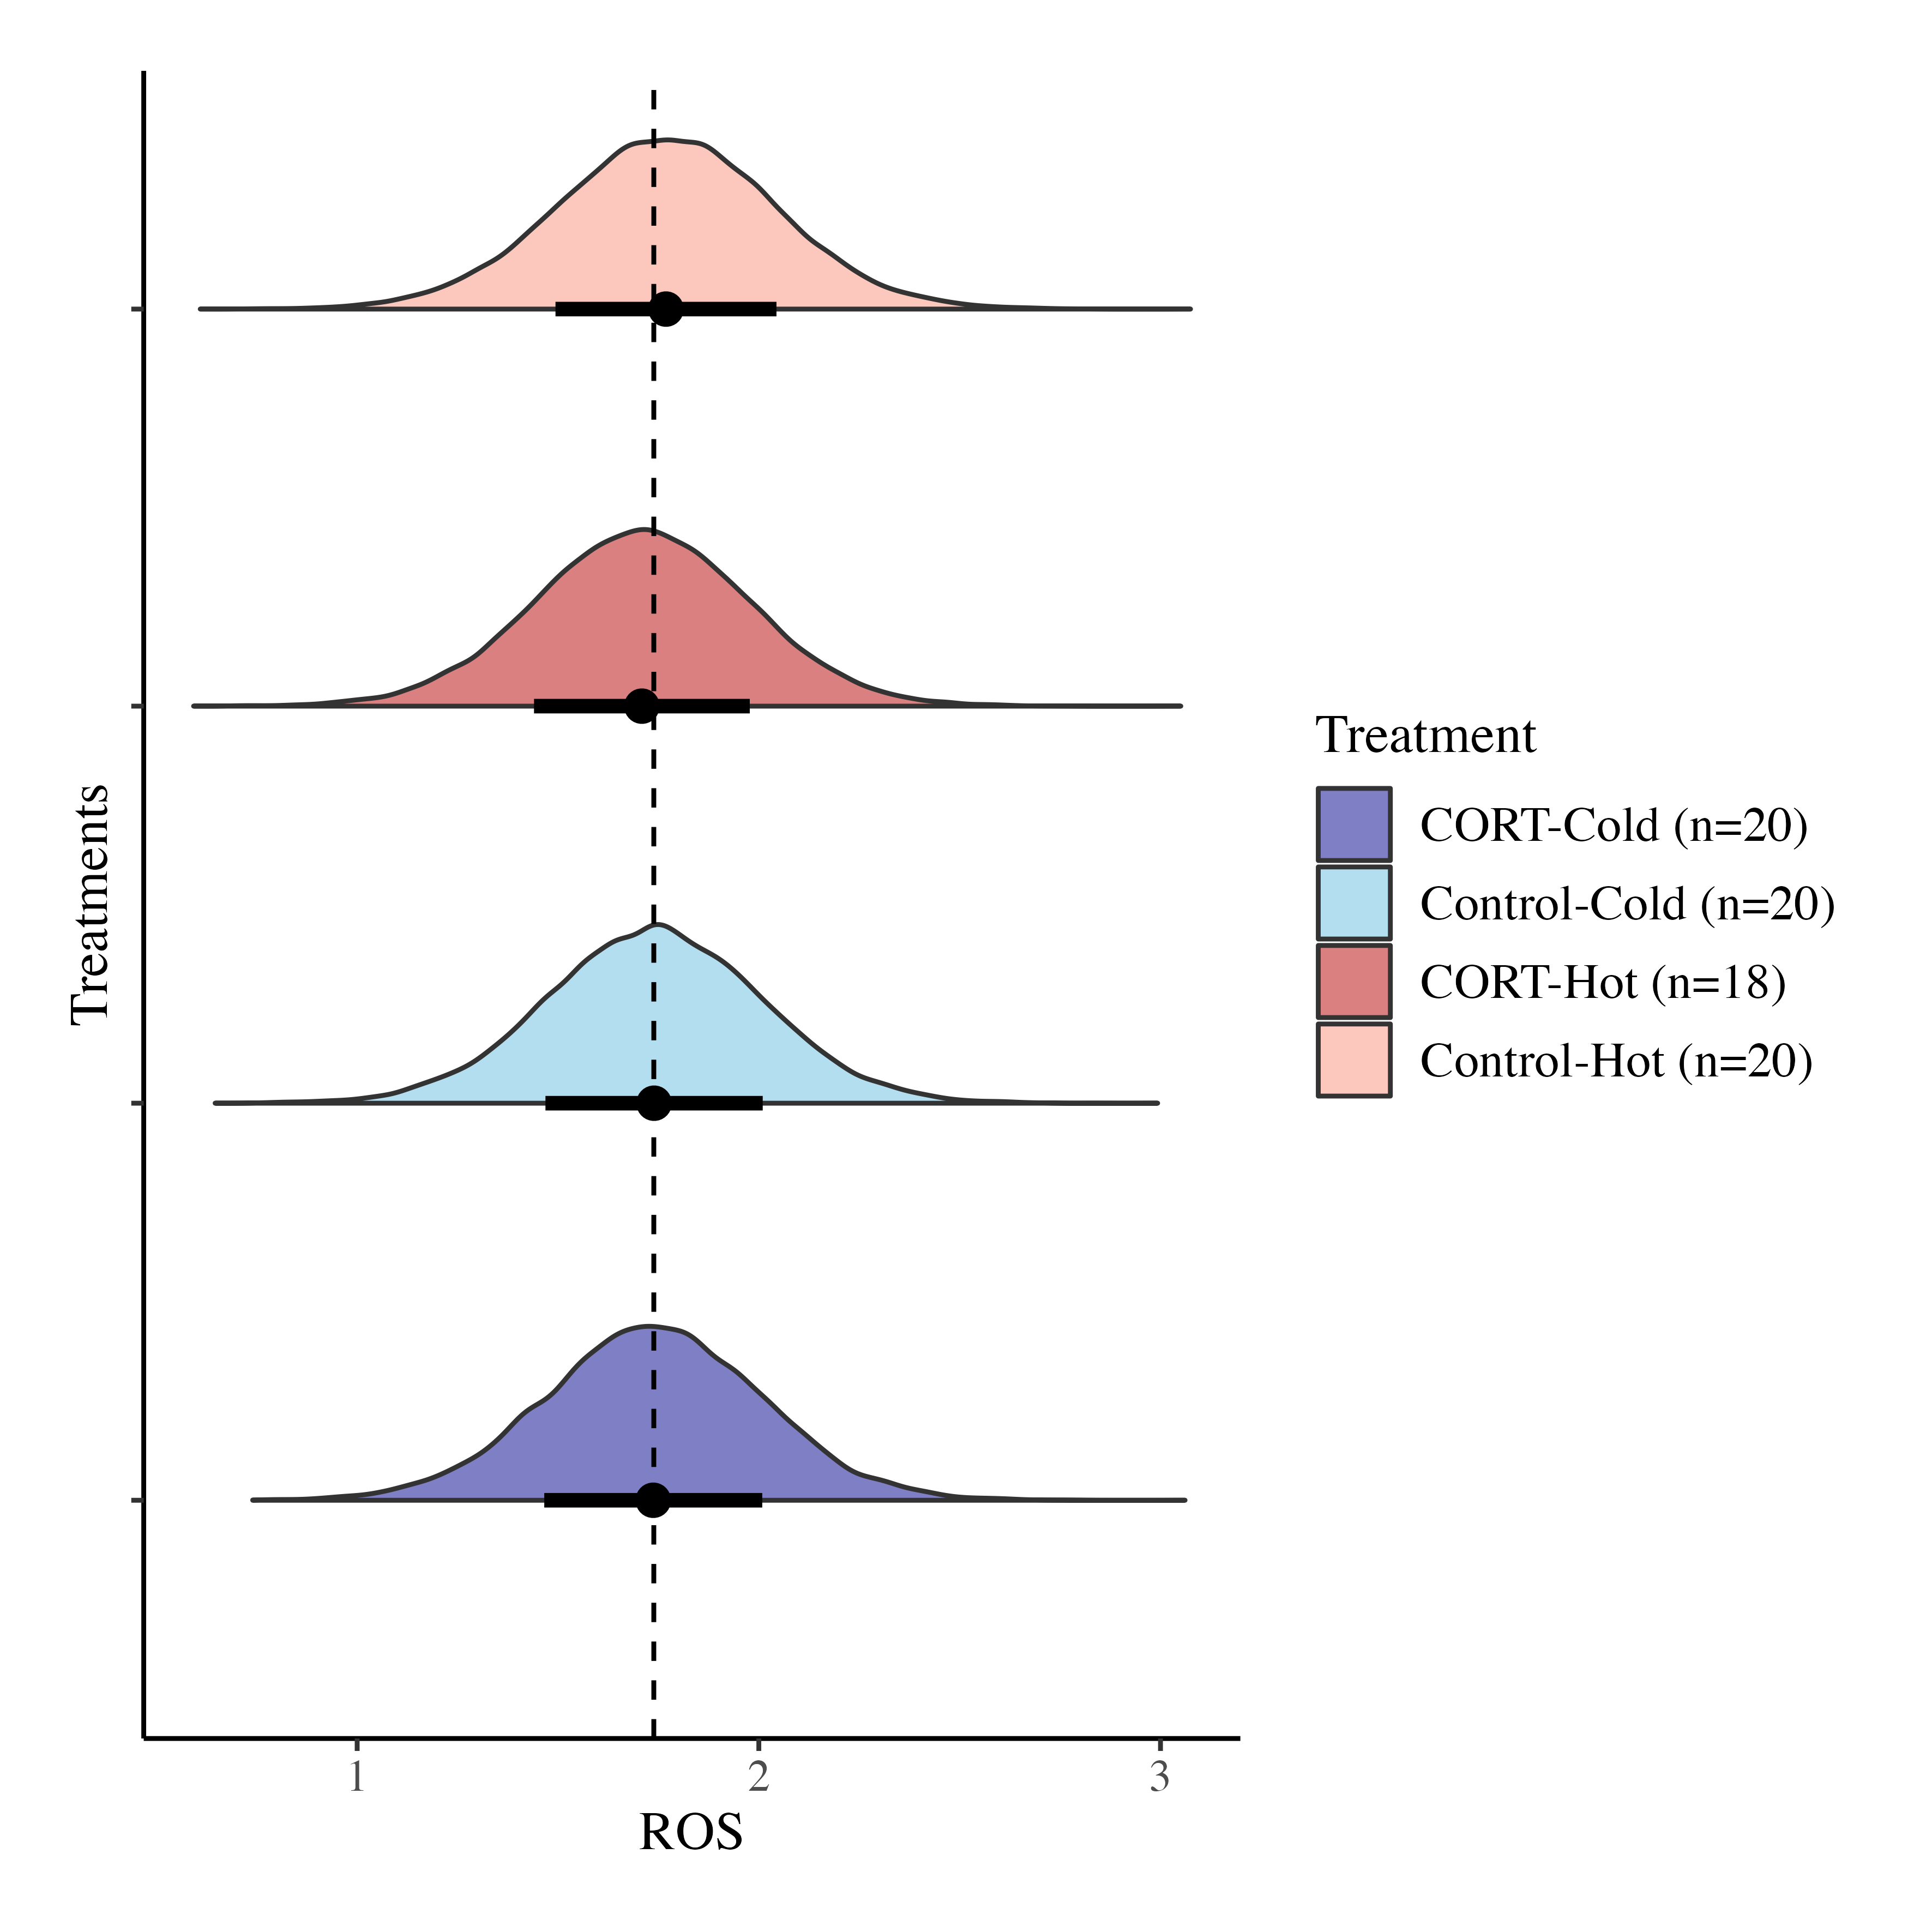 Treatments
1 2 3
ROS
Treatment
CORT-Cold (n=20)
Control-Cold (n=20)
CORT-Hot (n=18)
Control-Hot (n=20)